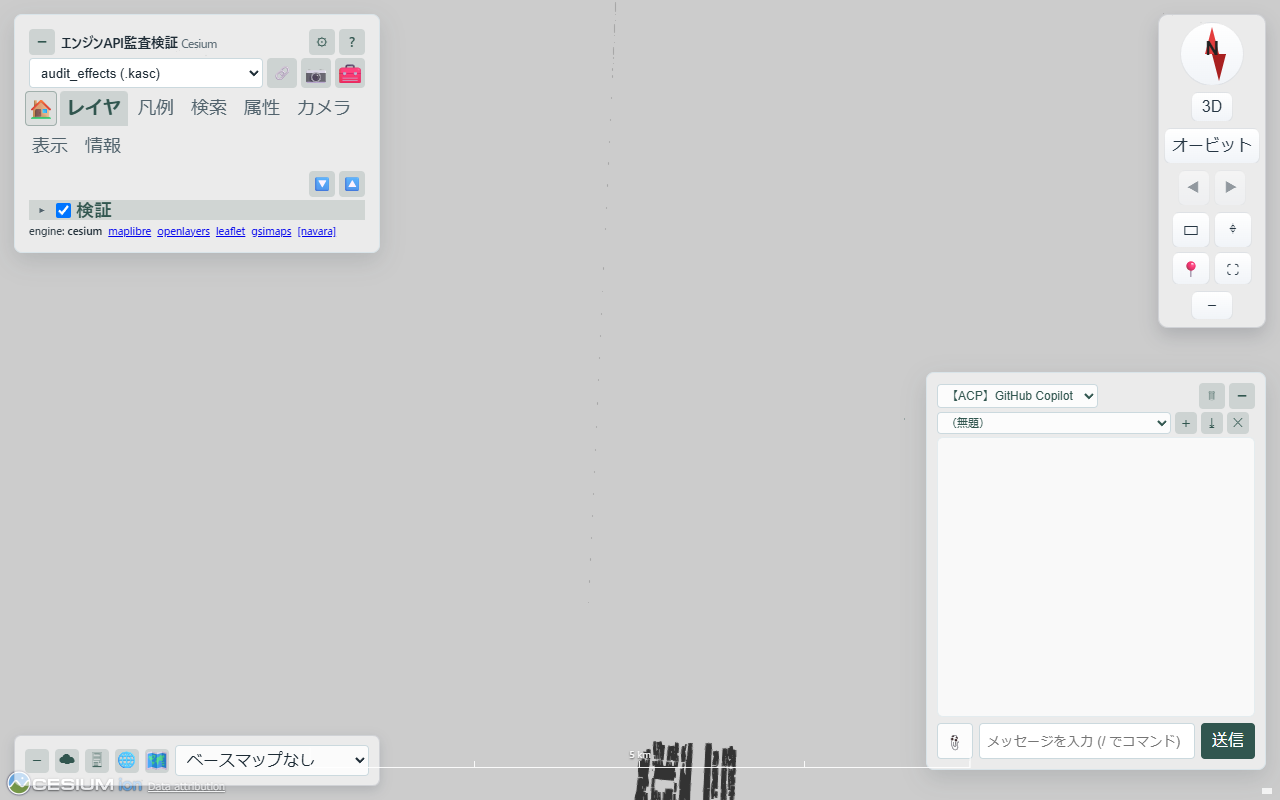 エンジンAPI監査検証 Cesium
?
audit_effects (.kasc)
レイヤ 凡例 検索 属性 カメラ
表示 情報
検証
engine: cesium maplibre openlayers leaflet gsimaps [navara]
N
3D
オービット
【ACP】GitHub Copilot
（無題）
メッセージを入力 (/ でコマンド)
送信
ベースマップなし
5 km
CESIUM ion Data attribution